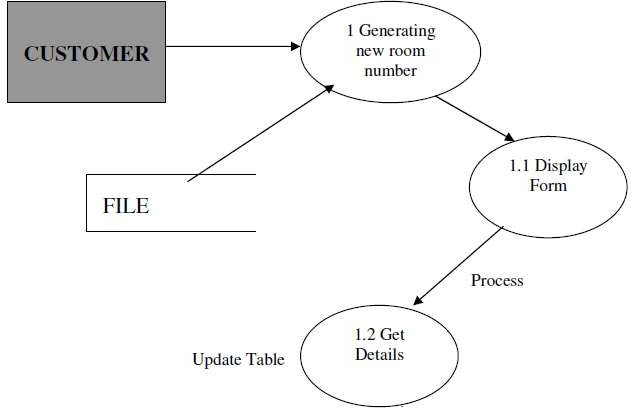 CUSTOMER
1 Generating
new room
number
1.1 Display
Form
FILE
Process
1.2 Get
Details
Update Table